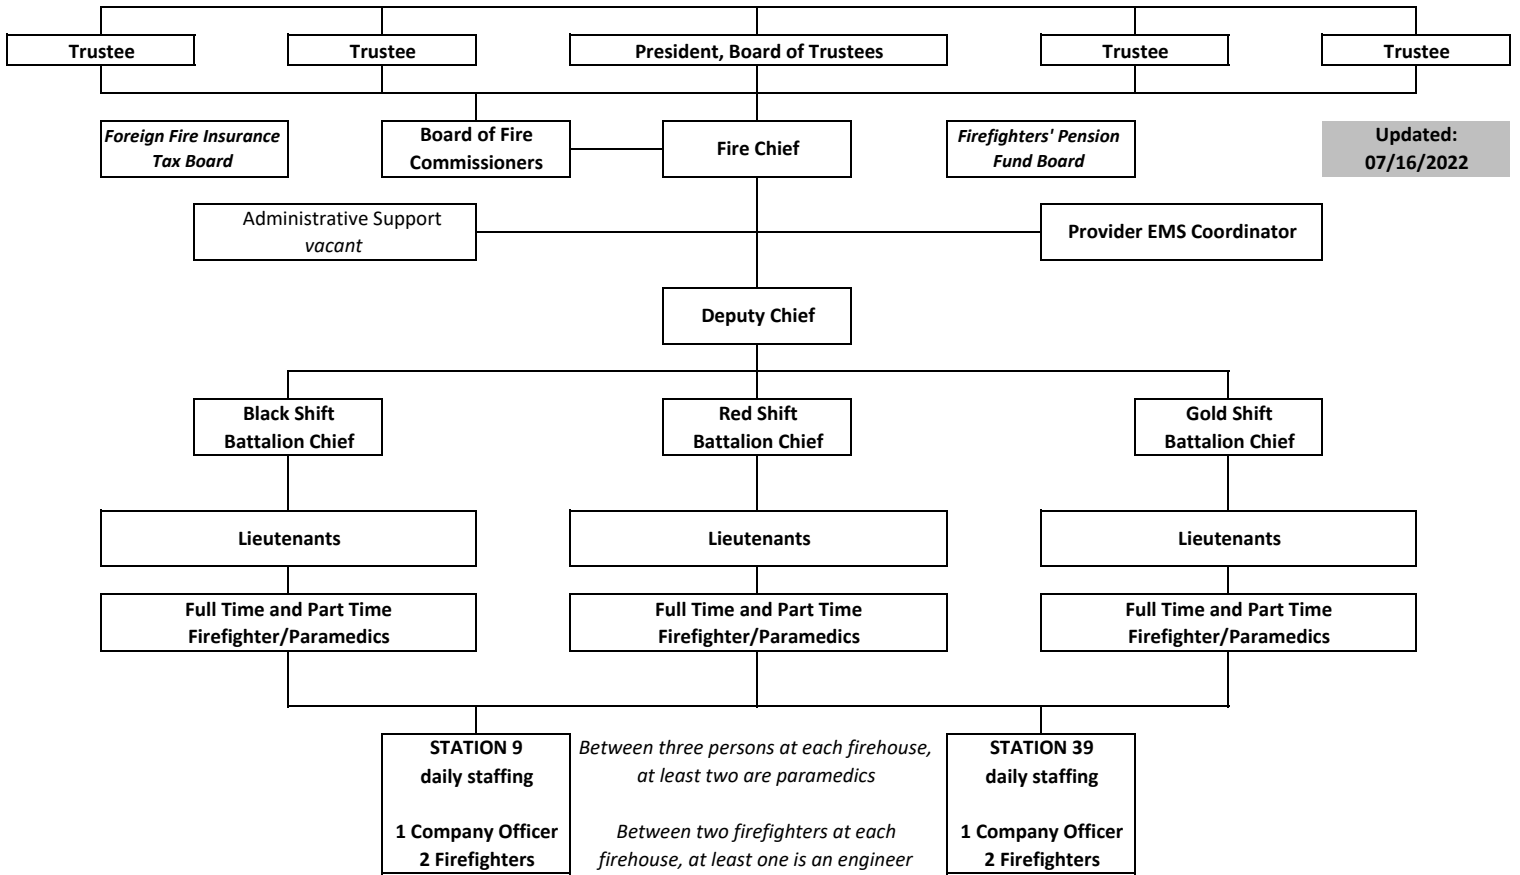 Trustee
Trustee
President, Board of Trustees
Trustee
Trustee
Foreign Fire Insurance
Tax Board
Board of Fire
Commissioners
Fire Chief
Firefighters' Pension
Fund Board
Updated:
07/16/2022
Administrative Support
vacant
Provider EMS Coordinator
Deputy Chief
Black Shift
Battalion Chief
Red Shift
Battalion Chief
Gold Shift
Battalion Chief
Lieutenants
Lieutenants
Lieutenants
Full Time and Part Time
Firefighter/Paramedics
Full Time and Part Time
Firefighter/Paramedics
Full Time and Part Time
Firefighter/Paramedics
STATION 9
daily staffing
1 Company Officer
2 Firefighters
Between three persons at each firehouse,
at least two are paramedics
Between two firefighters at each
firehouse, at least one is an engineer
STATION 39
daily staffing
1 Company Officer
2 Firefighters